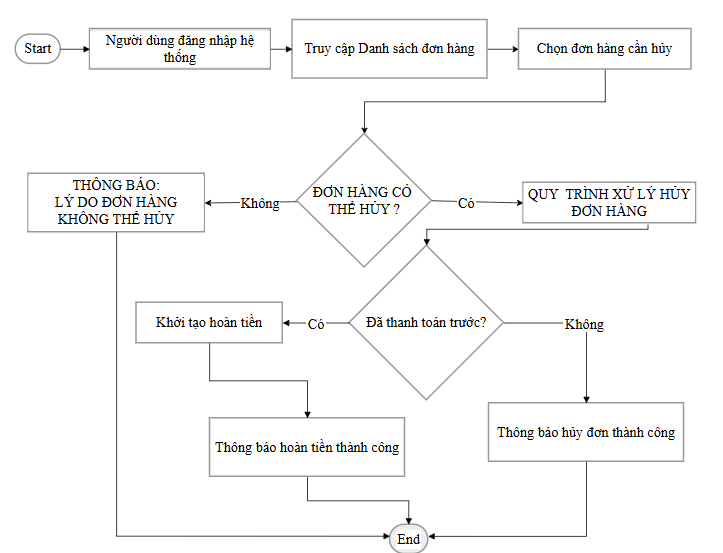 Start
Người dùng đăng nhập hệ
thống
Truy cập Danh sách đơn hàng
Chọn đơn hàng cần hủy
ĐƠN HÀNG CÓ
THỂ HỦY ?
Không
Có
THÔNG BÁO:
LÝ DO ĐƠN HÀNG
KHÔNG THỂ HỦY
QUY TRÌNH XỬ LÝ HỦY
ĐƠN HÀNG
Đã thanh toán trước?
Có
Không
Khởi tạo hoàn tiền
Thông báo hoàn tiền thành công
Thông báo hủy đơn thành công
End